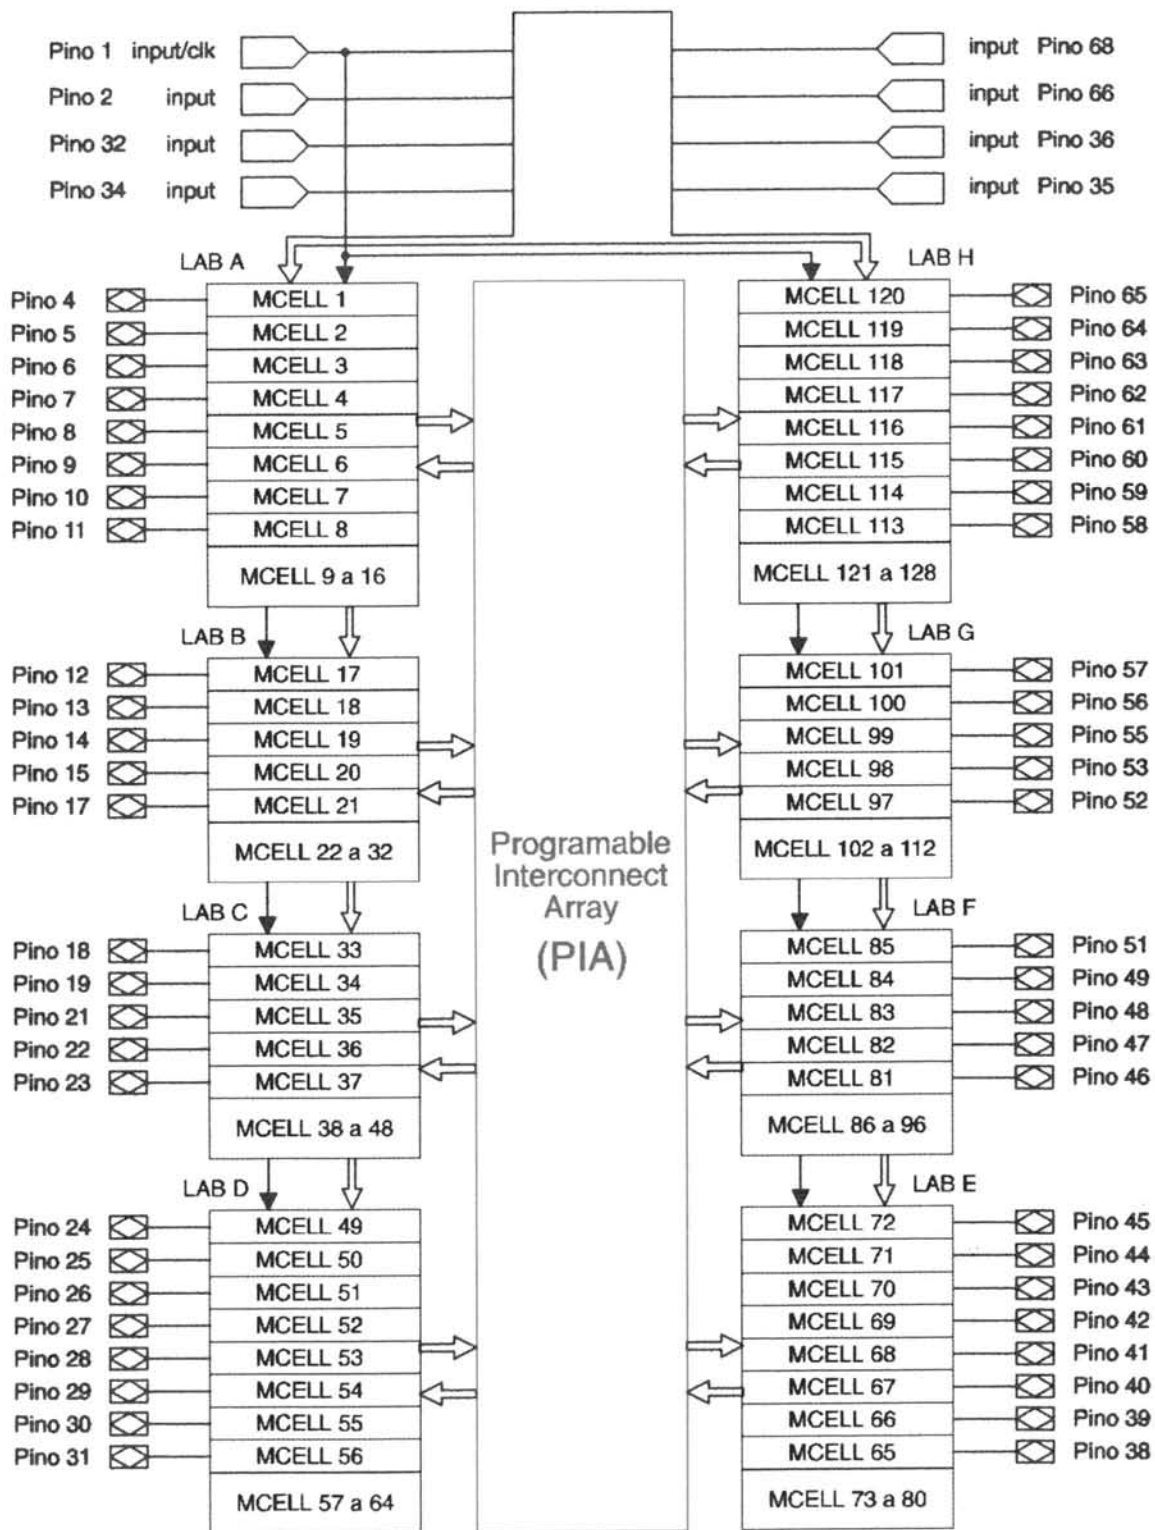 Pino 1 input/clk
input Pino 68
Pino 2 input
input Pino 66
Pino 32 input
input Pino 36
Pino 34 input
input Pino 35
LAB A
LAB H
Pino 4 MCELL 1
MCELL 120 Pino 65
Pino 5 MCELL 2
MCELL 119 Pino 64
Pino 6 MCELL 3
MCELL 118 Pino 63
Pino 7 MCELL 4
MCELL 117 Pino 62
Pino 8 MCELL 5
MCELL 116 Pino 61
Pino 9 MCELL 6
MCELL 115 Pino 60
Pino 10 MCELL 7
MCELL 114 Pino 59
Pino 11 MCELL 8
MCELL 113 Pino 58
MCELL 9 a 16
MCELL 121 a 128
LAB B
LAB G
Pino 12 MCELL 17
MCELL 101 Pino 57
Pino 13 MCELL 18
MCELL 100 Pino 56
Pino 14 MCELL 19
MCELL 99 Pino 55
Pino 15 MCELL 20
MCELL 98 Pino 53
Pino 17 MCELL 21
MCELL 97 Pino 52
MCELL 22 a 32
MCELL 102 a 112
Programable
Interconnect
Array
(PIA)
LAB C
LAB F
Pino 18 MCELL 33
MCELL 85 Pino 51
Pino 19 MCELL 34
MCELL 84 Pino 49
Pino 21 MCELL 35
MCELL 83 Pino 48
Pino 22 MCELL 36
MCELL 82 Pino 47
Pino 23 MCELL 37
MCELL 81 Pino 46
MCELL 38 a 48
MCELL 86 a 96
LAB D
LAB E
Pino 24 MCELL 49
MCELL 72 Pino 45
Pino 25 MCELL 50
MCELL 71 Pino 44
Pino 26 MCELL 51
MCELL 70 Pino 43
Pino 27 MCELL 52
MCELL 69 Pino 42
Pino 28 MCELL 53
MCELL 68 Pino 41
Pino 29 MCELL 54
MCELL 67 Pino 40
Pino 30 MCELL 55
MCELL 66 Pino 39
Pino 31 MCELL 56
MCELL 65 Pino 38
MCELL 57 a 64
MCELL 73 a 80